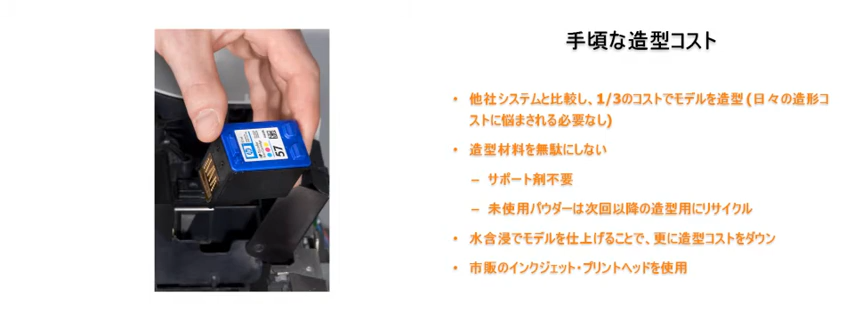 手頃な造型コスト
• 他社システムと比較し、1/3のコストでモデルを造型 (日々の造形コ
ストに悩まされる必要なし)
• 造型材料を無駄にしない
– サポート剤不要
– 未使用パウダーは次回以降の造型用にリサイクル
• 水含浸でモデルを仕上げることで、更に造型コストをダウン
• 市販のインクジェット・プリントヘッドを使用
hp
57